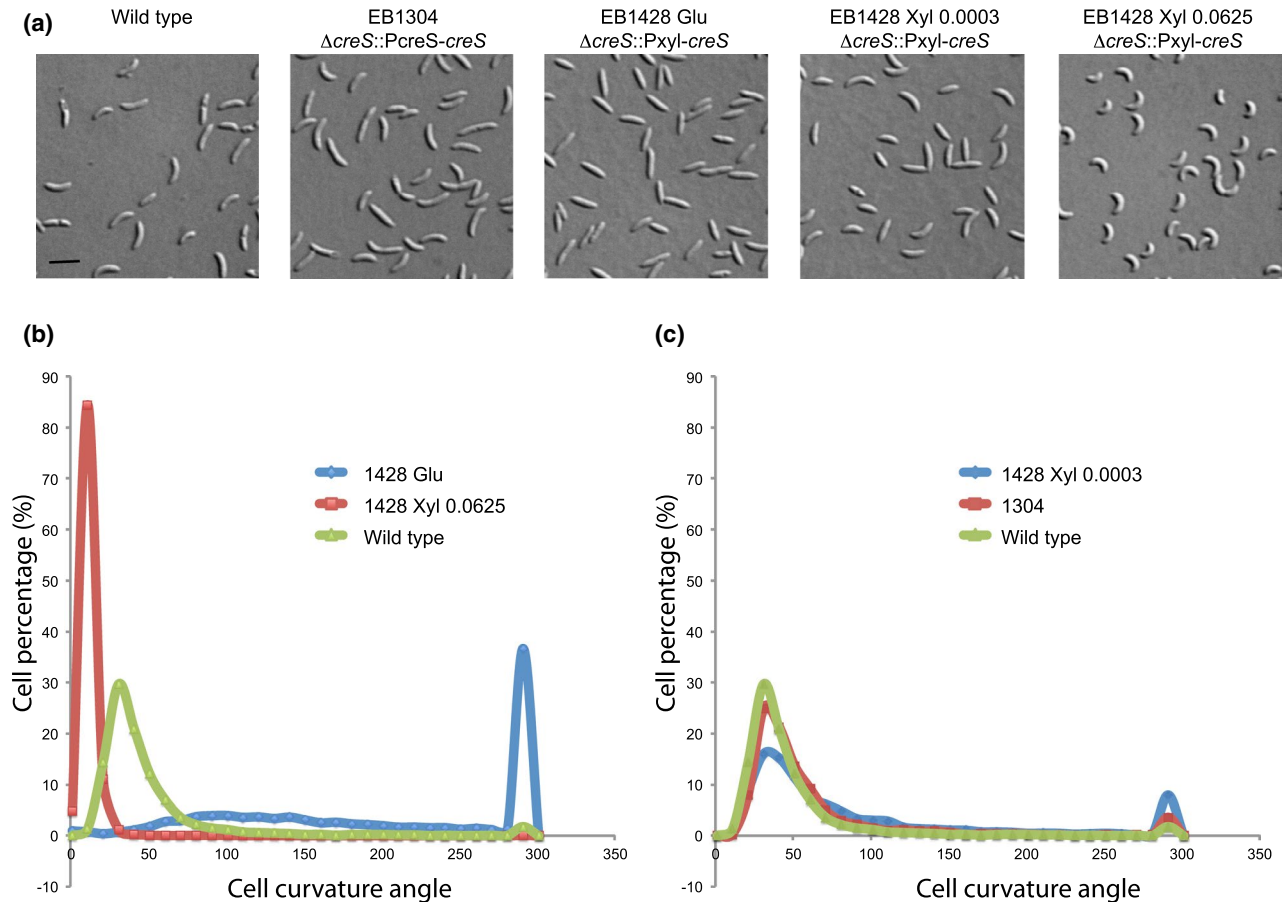 (a)
Wild type
EB1304
ΔcreS::PcreS-creS
EB1428 Glu
ΔcreS::Pxyl-creS
EB1428 Xyl 0.0003
ΔcreS::Pxyl-creS
EB1428 Xyl 0.0625
ΔcreS::Pxyl-creS
(b)
90
80
70
60
50
40
30
20
10
0
-10
Cell percentage (%)
1428 Glu
1428 Xyl 0.0625
Wild type
0
50
100
150
200
250
300
350
Cell curvature angle
(c)
90
80
70
60
50
40
30
20
10
0
-10
Cell percentage (%)
1428 Xyl 0.0003
1304
Wild type
0
50
100
150
200
250
300
350
Cell curvature angle